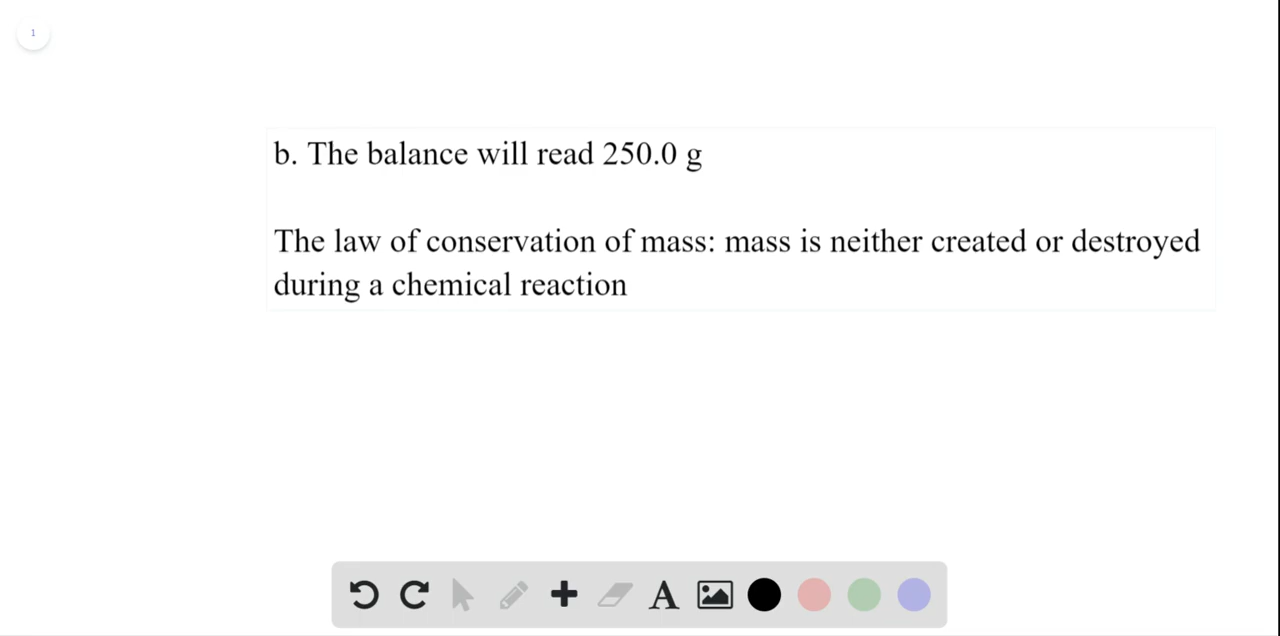 1
b. The balance will read 250.0 g
The law of conservation of mass: mass is neither created or destroyed
during a chemical reaction
A